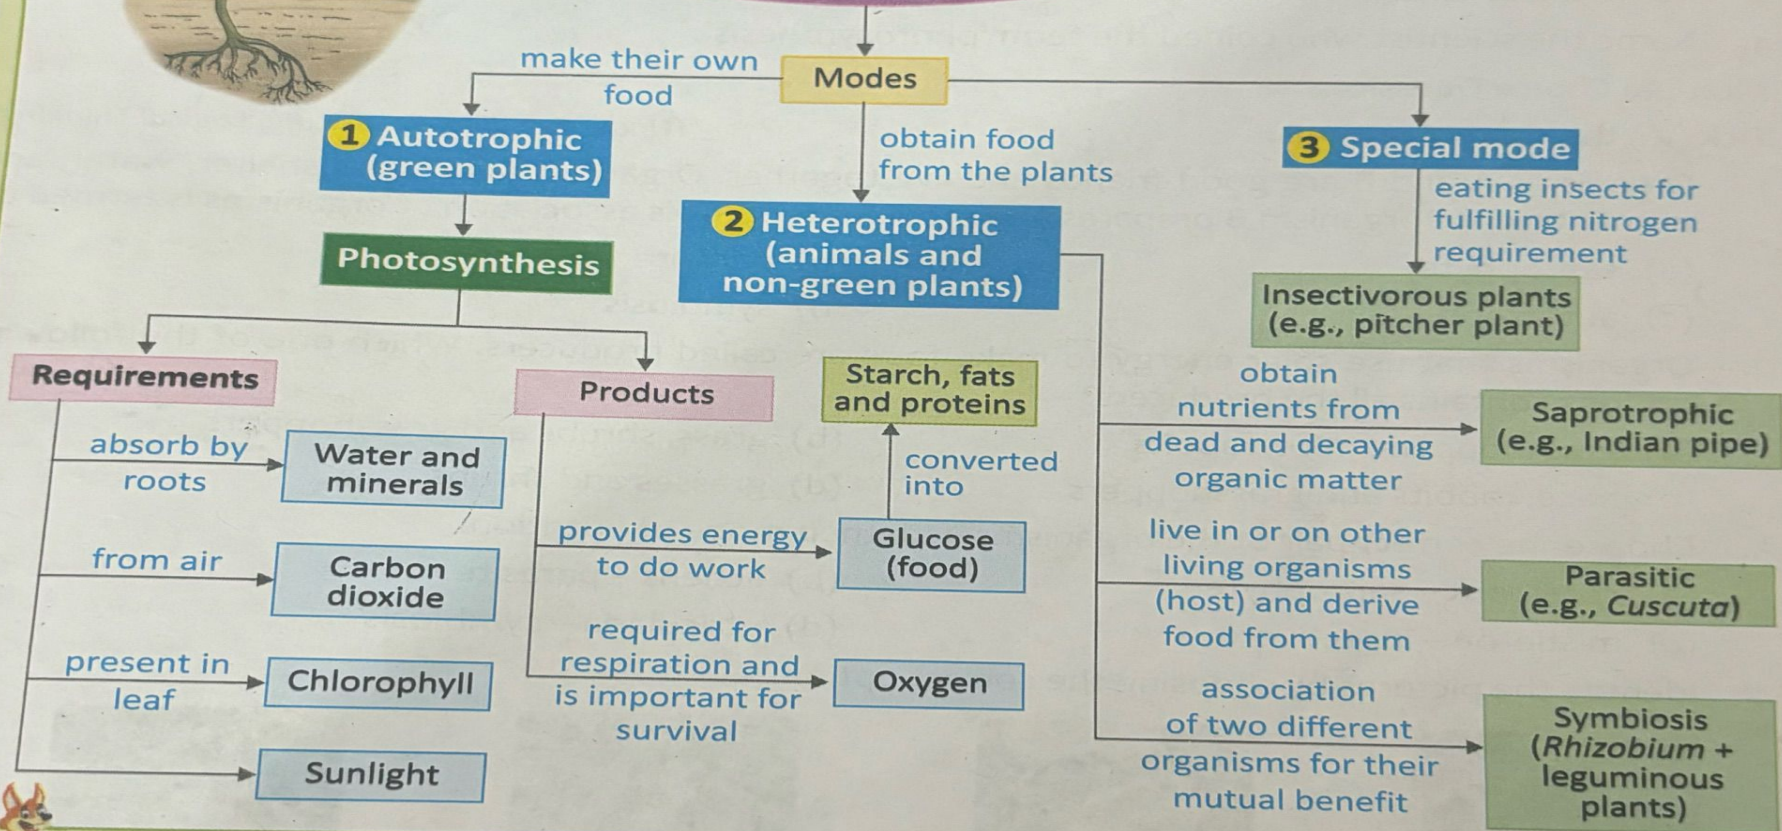 Modes
make their own
food
1 Autotrophic
(green plants)
Photosynthesis
Requirements
absorb by
roots
Water and
minerals
from air
Carbon
dioxide
present in
leaf
Chlorophyll
Sunlight
Products
provides energy
to do work
Glucose
(food)
converted
into
Starch, fats
and proteins
required for
respiration and
is important for
survival
Oxygen
obtain food
from the plants
2 Heterotrophic
(animals and
non-green plants)
obtain
nutrients from
dead and decaying
organic matter
Saprotrophic
(e.g., Indian pipe)
live in or on other
living organisms
(host) and derive
food from them
Parasitic
(e.g., Cuscuta)
association
of two different
organisms for their
mutual benefit
Symbiosis
(Rhizobium +
leguminous
plants)
3 Special mode
eating insects for
fulfilling nitrogen
requirement
Insectivorous plants
(e.g., pitcher plant)